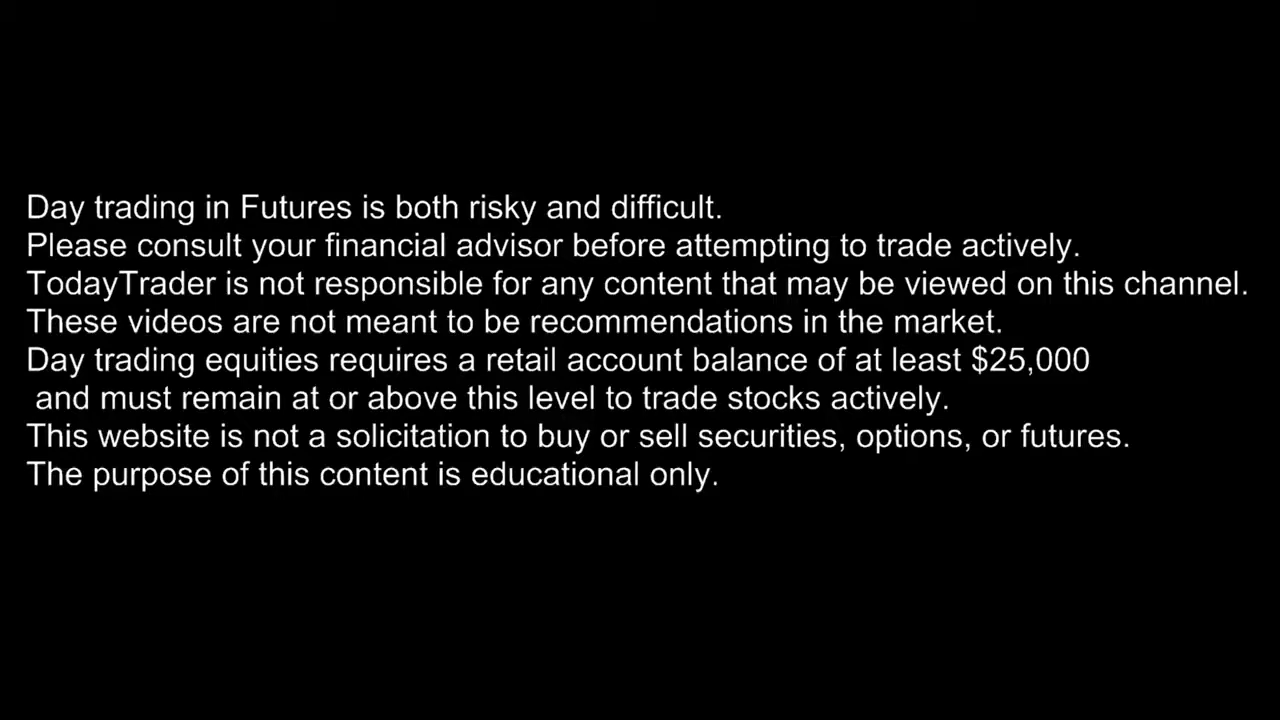 Day trading in Futures is both risky and difficult.
Please consult your financial advisor before attempting to trade actively.
TodayTrader is not responsible for any content that may be viewed on this channel.
These videos are not meant to be recommendations in the market.
Day trading equities requires a retail account balance of at least $25,000
and must remain at or above this level to trade stocks actively.
This website is not a solicitation to buy or sell securities, options, or futures.
The purpose of this content is educational only.